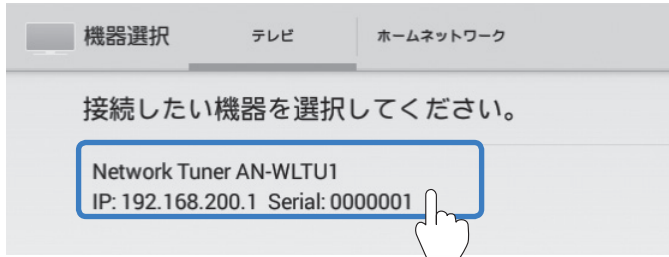 機器選択 テレビ ホームネットワーク
接続したい機器を選択してください。
Network Tuner AN-WLTU1
IP: 192.168.200.1 Serial: 0000001